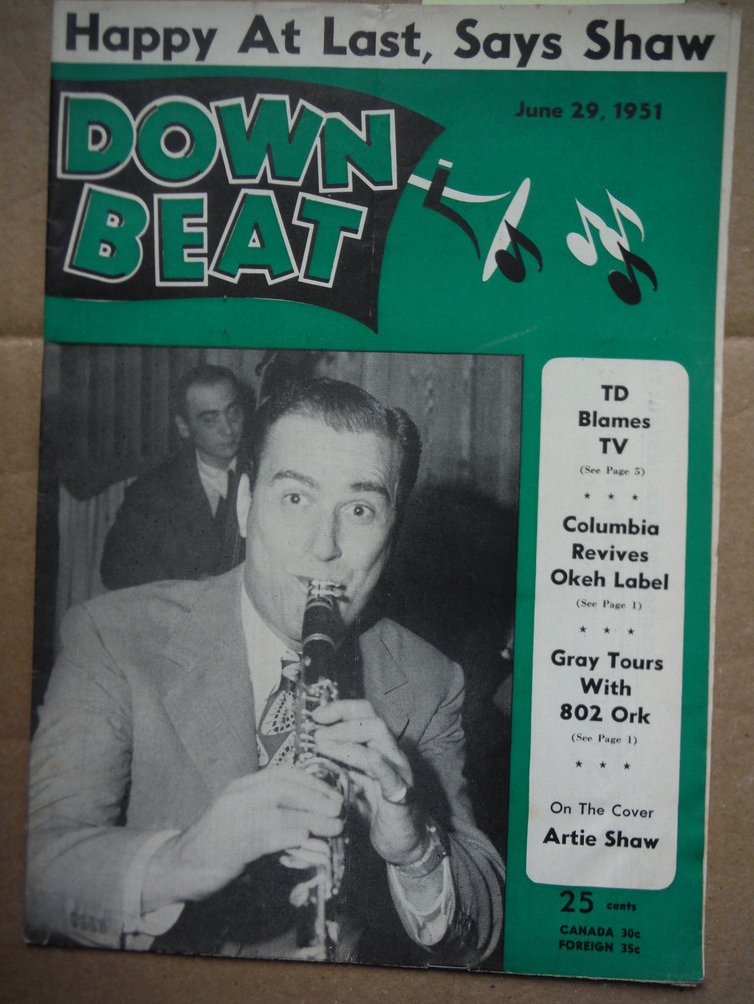 Happy At Last, Says Shaw
DOWN
BEAT
June 29, 1951
TD
Blames
TV
(See Page 5)
* * *
Columbia
Revives
Okeh Label
(See Page 1)
* * *
Gray Tours
With
802 Ork
(See Page 1)
* * *
On The Cover
Artie Shaw
25 cents
CANADA 30c
FOREIGN 35c